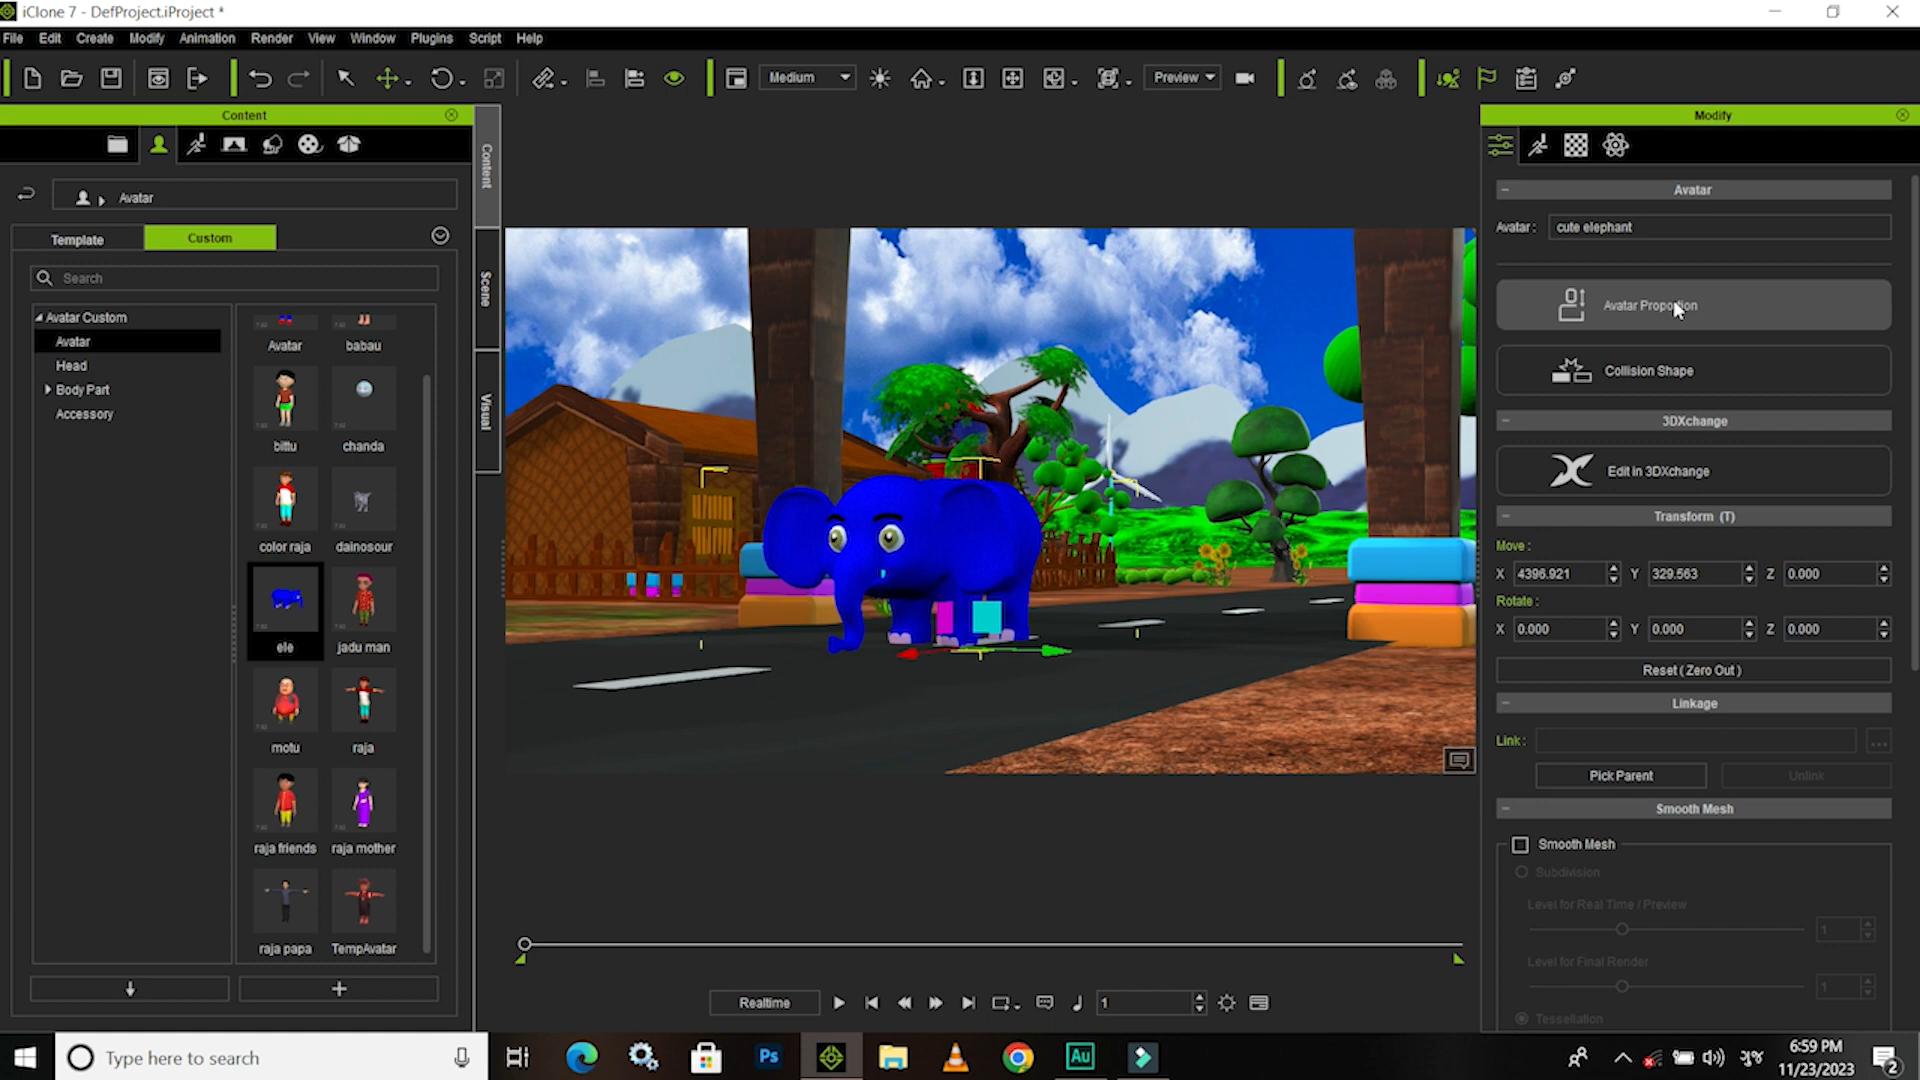 iClone 7 - DefProject.iProject *
File Edit Create Modify Animation Render View Window Plugins Script Help
Medium
Preview
Content
Modify
Content
Scene
Visual
Avatar
Template
Custom
Search
Avatar Custom
Avatar
Head
Body Part
Accessory
Avatar
babau
bittu
chanda
color raja
dainosour
ele
jadu man
motu
raja
raja friends
raja mother
raja papa
TempAvatar
Avatar
Avatar : cute elephant
Avatar Proportion
Collision Shape
3DXchange
Edit in 3DXchange
Transform (T)
Move :
X 4396.921 Y 329.563 Z 0.000
Rotate :
X 0.000 Y 0.000 Z 0.000
Reset ( Zero Out )
Linkage
Link : ...
Pick Parent Unlink
Smooth Mesh
Smooth Mesh
Subdivision
Level for Real Time / Preview
1
Level for Final Render
1
Tessellation
Realtime
1
Type here to search
Ps
Au
6:59 PM
11/23/2023
2